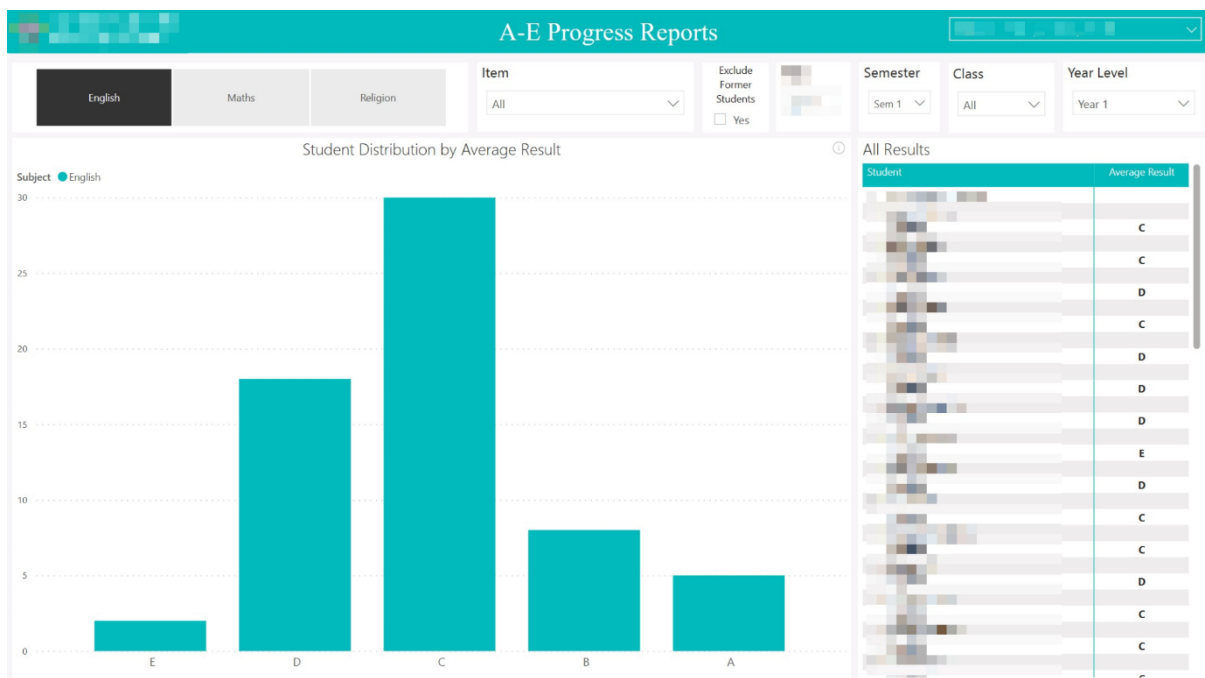 A-E Progress Reports
English
Maths
Religion
Item
All
Exclude
Former
Students
Yes
Semester
Sem 1
Class
All
Year Level
Year 1
Student Distribution by Average Result
Subject English
30
25
20
15
10
5
0
E D C B A
All Results
Student Average Result
C
C
D
C
D
D
D
E
D
C
C
D
C
C